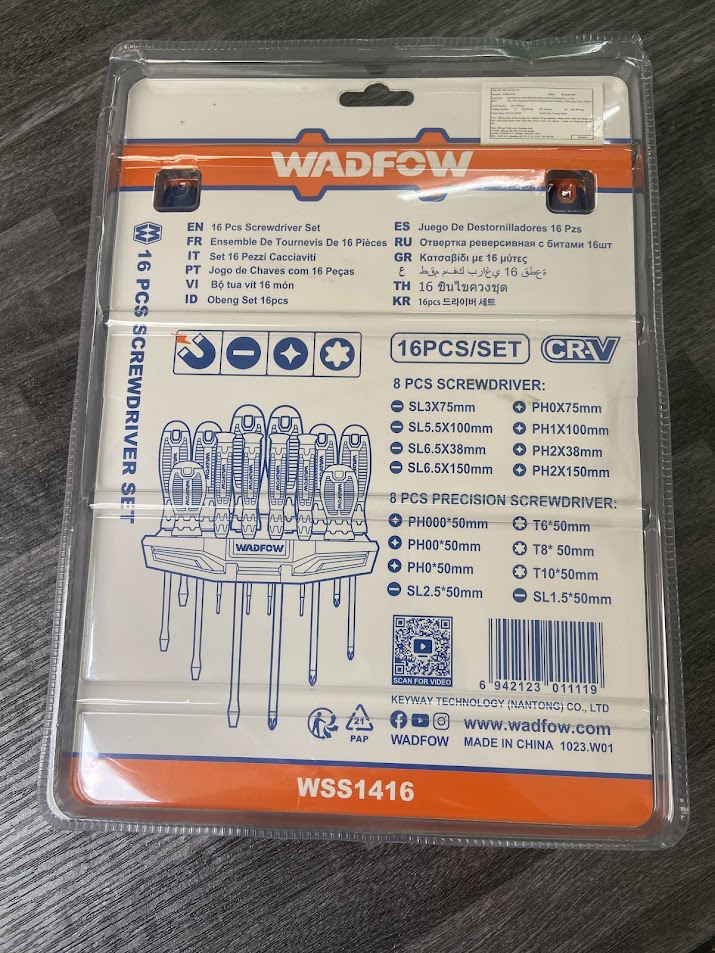 WADFOW
16 PCS SCREWDRIVER SET
EN 16 Pcs Screwdriver Set
FR Ensemble De Tournevis De 16 Pièces
IT Set 16 Pezzi Cacciaviti
PT Jogo de Chaves com 16 Peças
VI Bộ tua vít 16 món
ID Obeng Set 16pcs
ES Juego De Destornilladores 16 Pzs
RU Отвертка реверсивная с битами 16шт
GR Κατσαβίδι με 16 μύτες
TH 16 ชิ้นไขควงชุด
KR 16pcs 드라이버 세트
16PCS/SET
CR-V
8 PCS SCREWDRIVER:
SL3X75mm
SL5.5X100mm
SL6.5X38mm
SL6.5X150mm
PH0X75mm
PH1X100mm
PH2X38mm
PH2X150mm
8 PCS PRECISION SCREWDRIVER:
PH000*50mm
PH00*50mm
PH0*50mm
SL2.5*50mm
T6*50mm
T8* 50mm
T10*50mm
SL1.5*50mm
WADFOW
SCAN FOR VIDEO
6 942123 011119
KEYWAY TECHNOLOGY (NANTONG) CO., LTD
21
PAP
WADFOW
www.wadfow.com
MADE IN CHINA 1023.W01
WSS1416